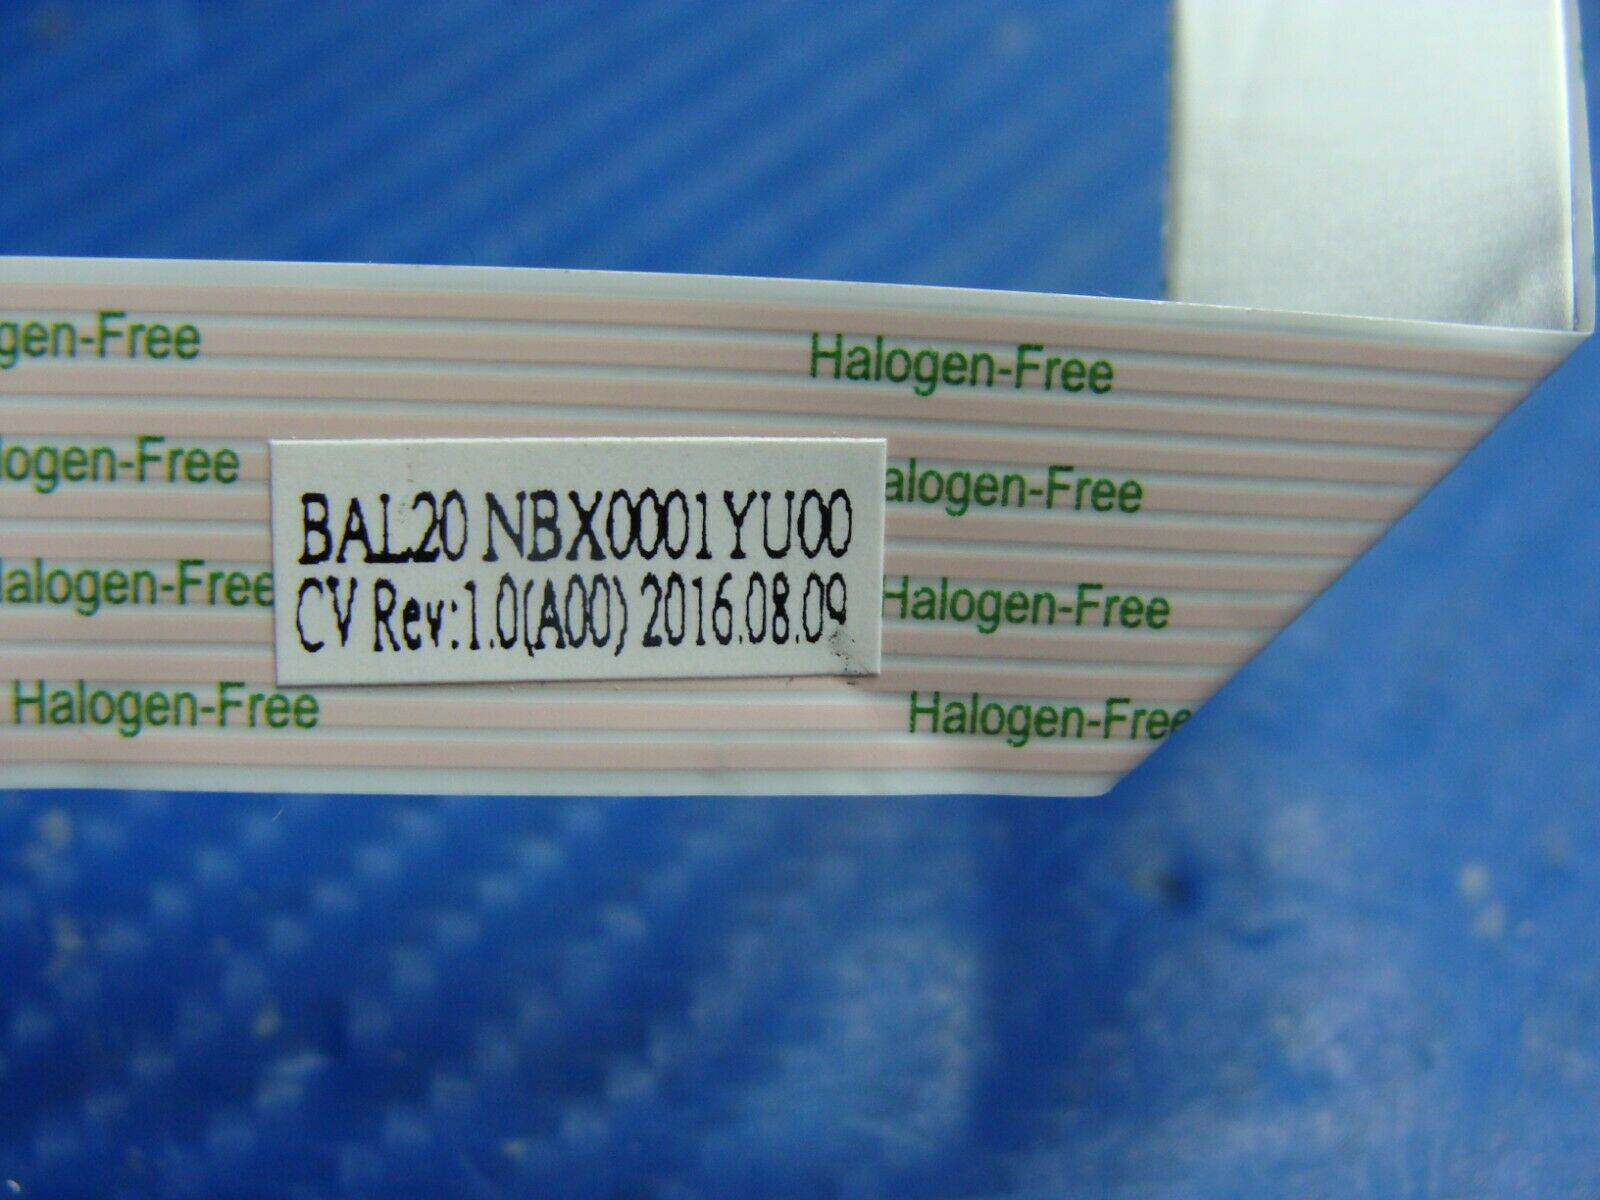 gen-Free Halogen-Free
logen-Free alogen-Free
BAL20 NBX0001YU00
alogen-Free Halogen-Free
CV Rev:1.0(A00) 2016.08.09
Halogen-Free Halogen-Free